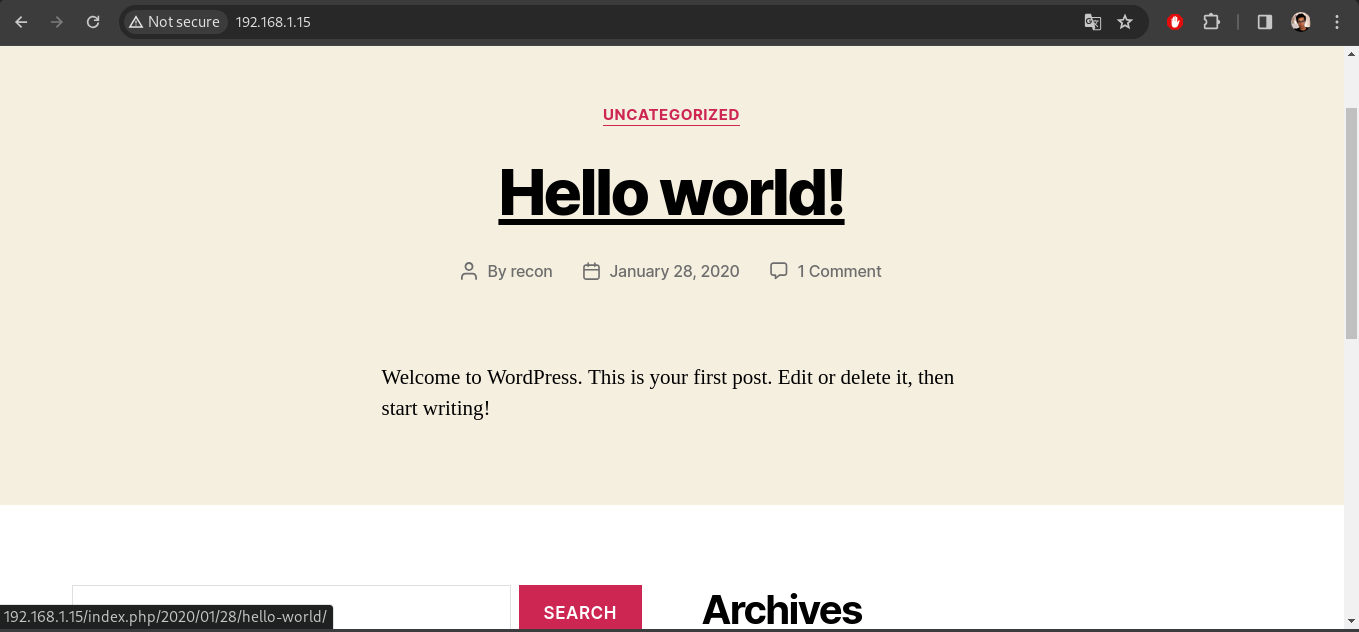 Not secure 192.168.1.15
UNCATEGORIZED
Hello world!
By recon January 28, 2020 1 Comment
Welcome to WordPress. This is your first post. Edit or delete it, then
start writing!
SEARCH Archives
192.168.1.15/index.php/2020/01/28/hello-world/